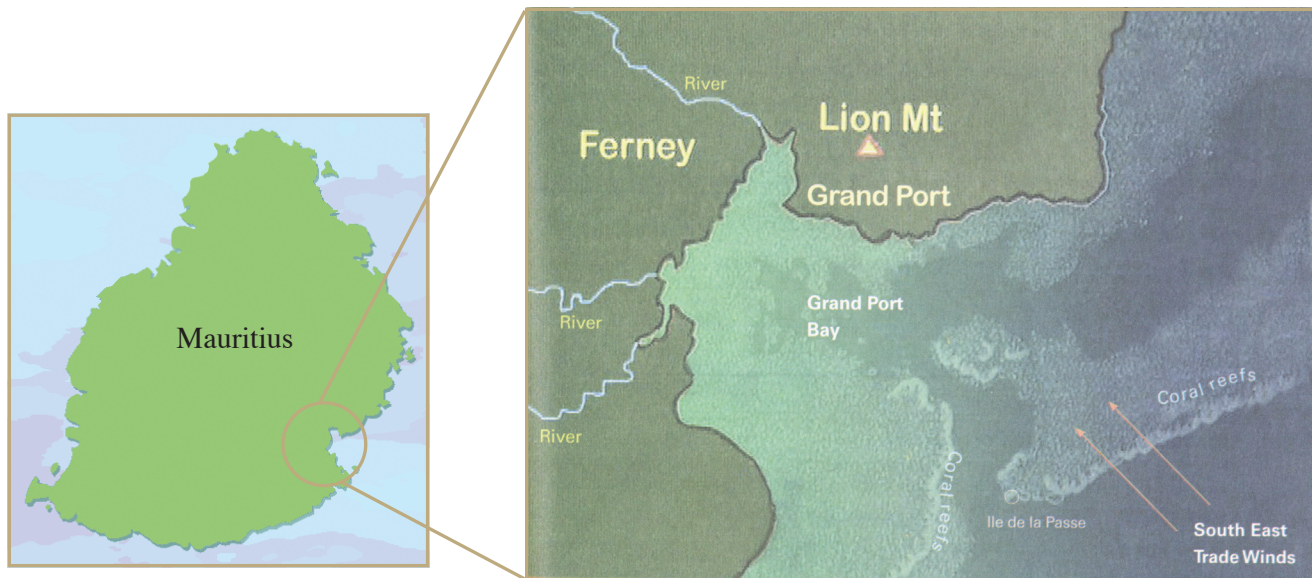 Mauritius
River
Lion Mt
Ferney
Grand Port
Grand Port
Bay
River
River
Coral reefs
Coral reefs
Ile de la Passe
South East
Trade Winds